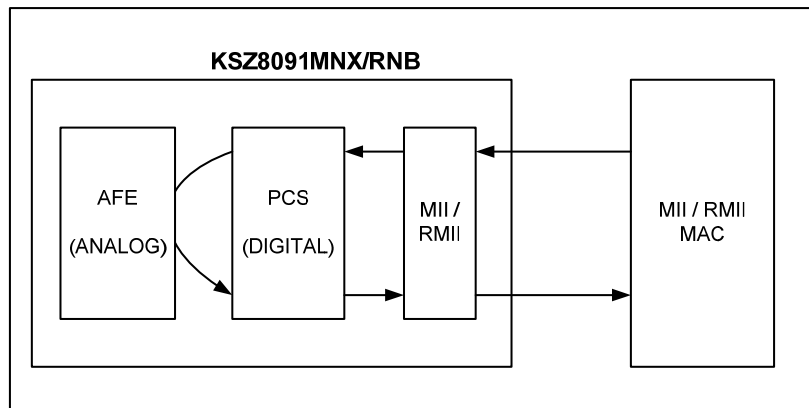 KSZ8091MNX/RNB
AFE
(ANALOG)
PCS
(DIGITAL)
MII /
RMII
MII / RMII
MAC